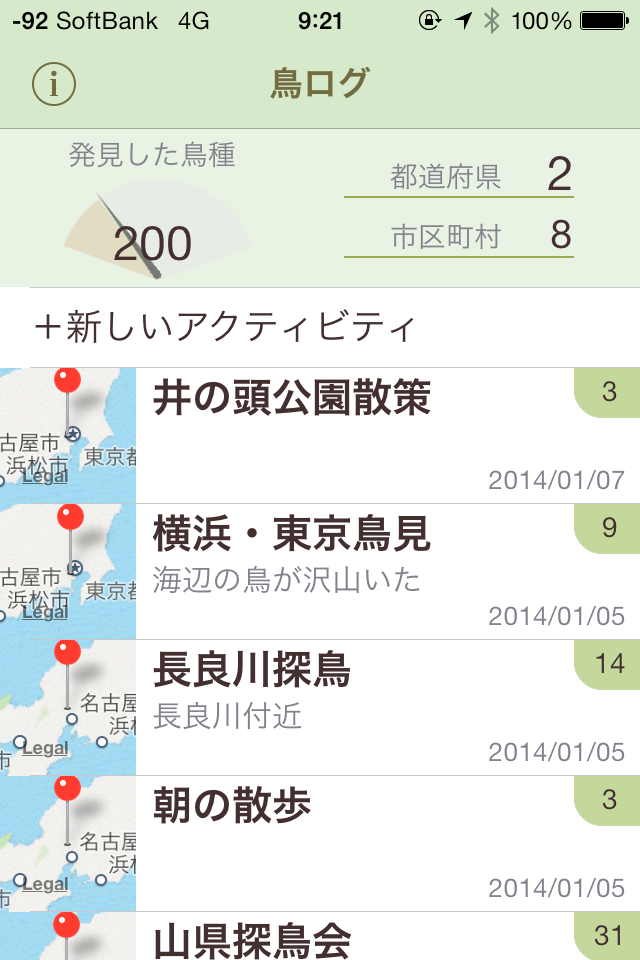 -92 SoftBank 4G 9:21 100%
i 鳥ログ
発見した鳥種
200
都道府県 2
市区町村 8
＋新しいアクティビティ
井の頭公園散策 3
古屋市
浜松市 東京都
Legal
2014/01/07
横浜・東京鳥見 9
海辺の鳥が沢山いた
古屋市
浜松市 東京都
Legal
2014/01/05
長良川探鳥 14
長良川付近
名古屋
浜
市
Legal
2014/01/05
朝の散歩 3
名古屋
浜
市
Legal
2014/01/05
山県探鳥会 31